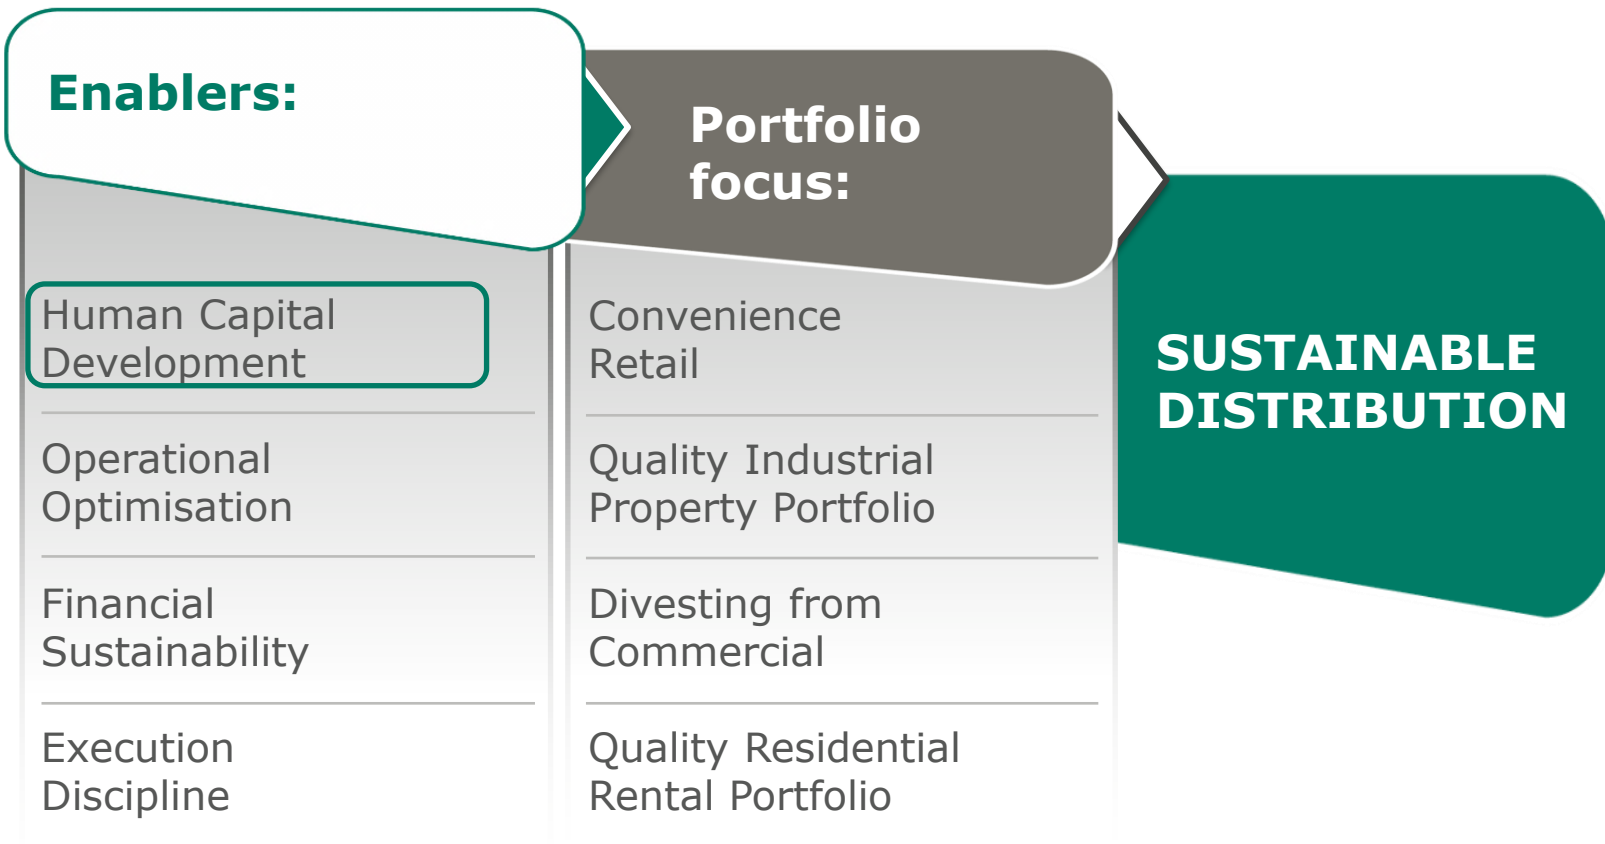 Enablers:
Human Capital
Development
Operational
Optimisation
Financial
Sustainability
Execution
Discipline
Portfolio
focus:
Convenience
Retail
Quality Industrial
Property Portfolio
Divesting from
Commercial
Quality Residential
Rental Portfolio
SUSTAINABLE
DISTRIBUTION